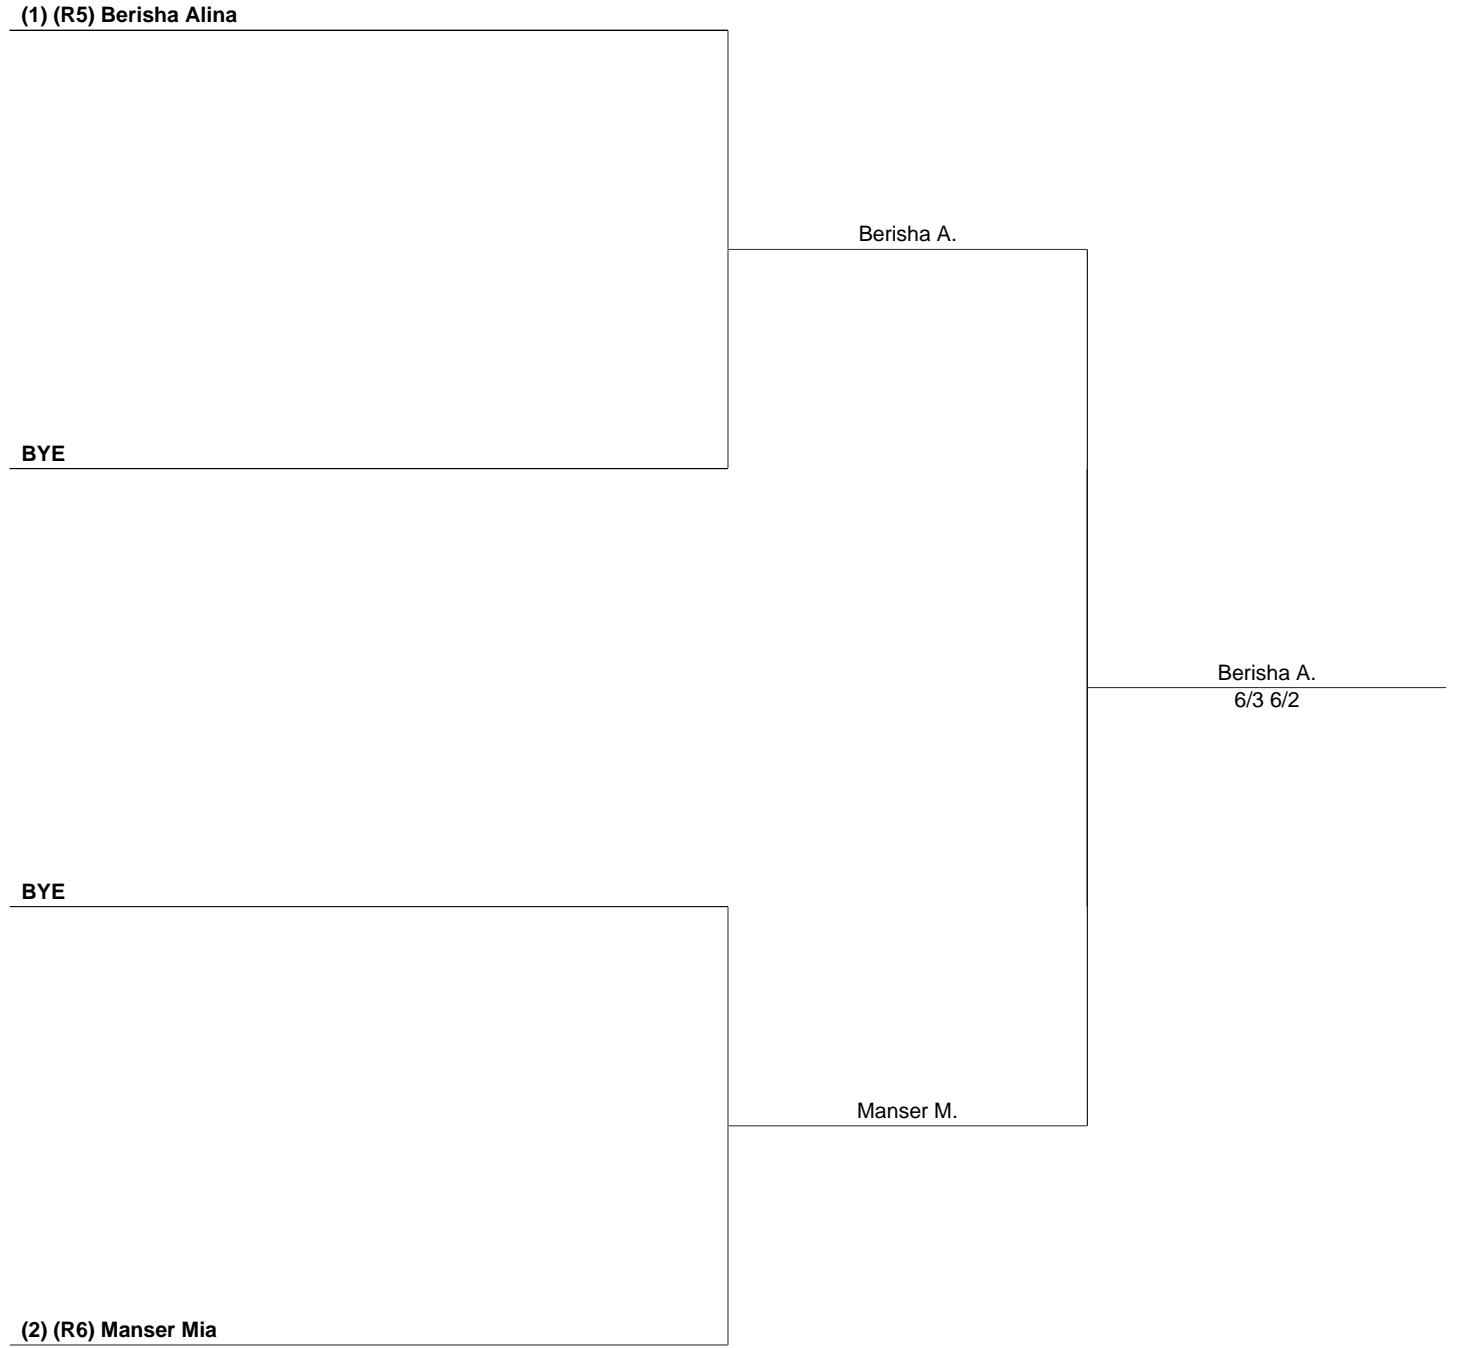 (1) (R5) Berisha Alina
Berisha A.
BYE
Berisha A.
6/3 6/2
BYE
Manser M.
(2) (R6) Manser Mia